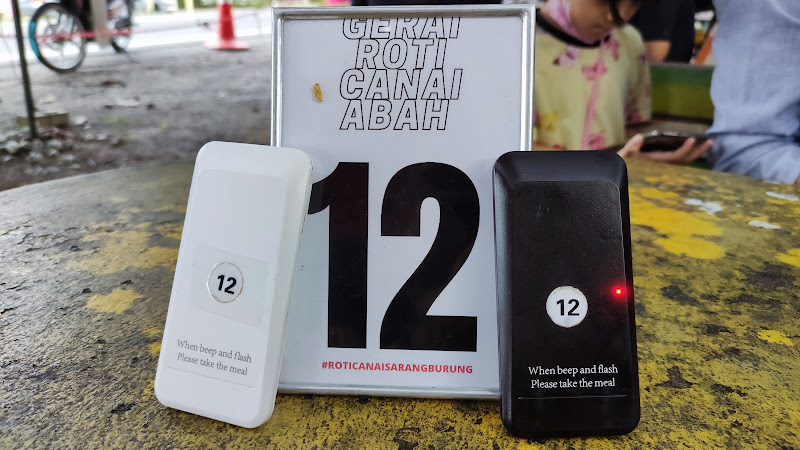 GERAI
ROTI
CANAI
ABAH
12
#ROTICANAISARANGBURUNG
12
When beep and flash
Please take the meal
12
When beep and flash
Please take the meal